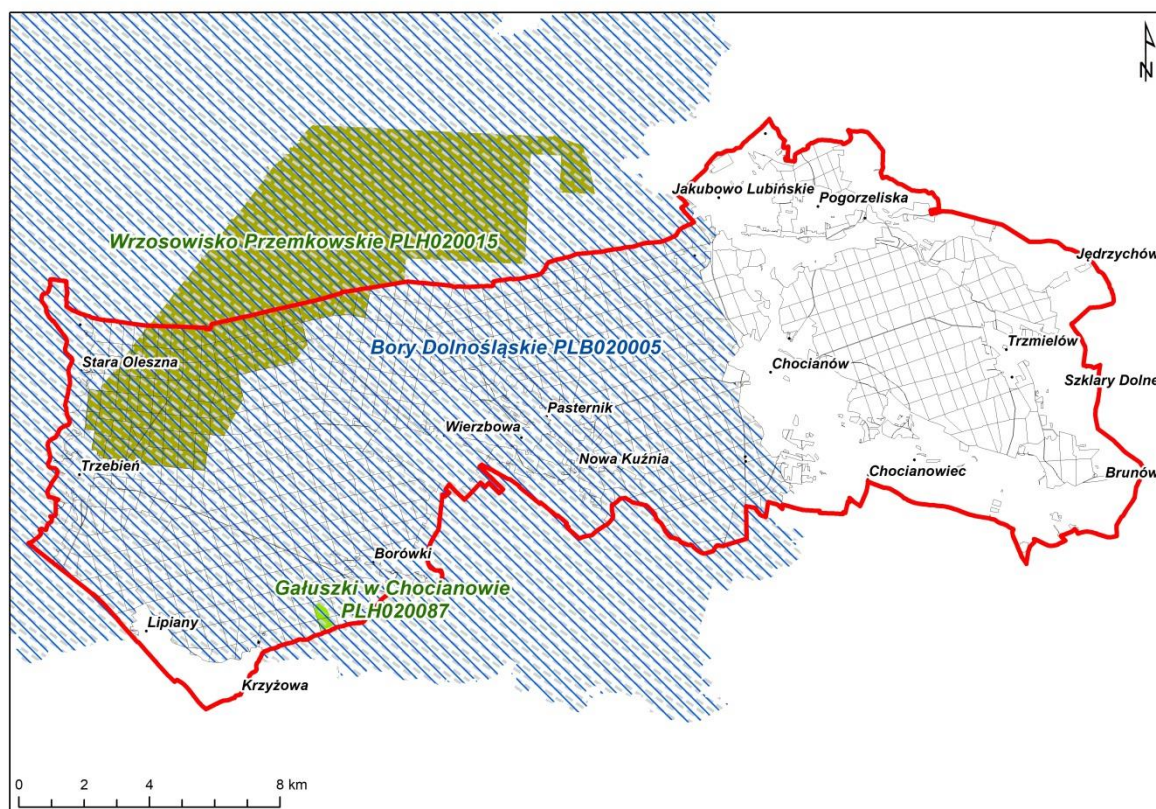 N
Jakubowo Lubińskie
Pogorzeliska
Wrzosowisko Przemkowskie PLH020015
Jędrzychów
Bory Dolnośląskie PLB020005
Trzmielów
Stara Oleszna
Chocianów
Szklary Dolne
Pasternik
Wierzbowa
Nowa Kuźnia
Trzebień
Chocianowiec
Brunów
Borówki
Gałuszki w Chocianowie
PLH020087
Lipiany
Krzyżowa
0 2 4 8 km